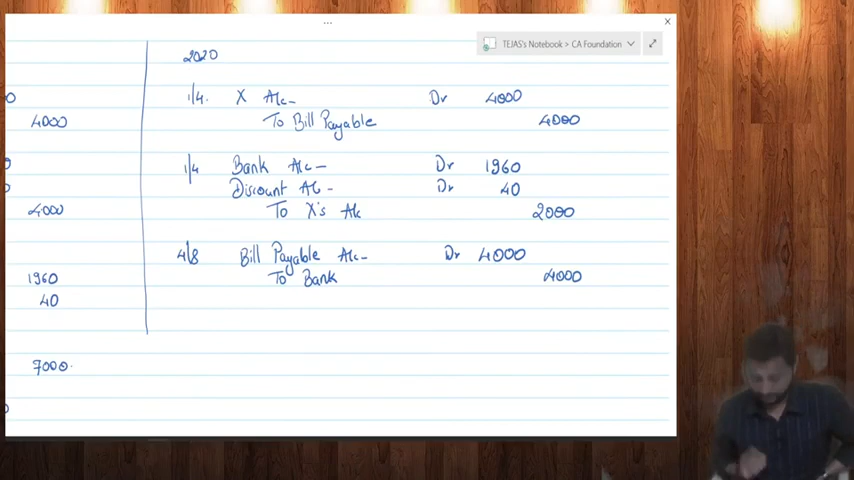 ...
TEJAS's Notebook > CA Foundation
2020
1/4. X A/c- Dr 4000
4000 To Bill Payable 4000
1/4 Bank A/c- Dr 1960
Discount A/c- Dr 40
4000 To X's A/c 2000
4/8 Bill Payable A/c- Dr 4000
1960 To Bank 4000
40
7000.